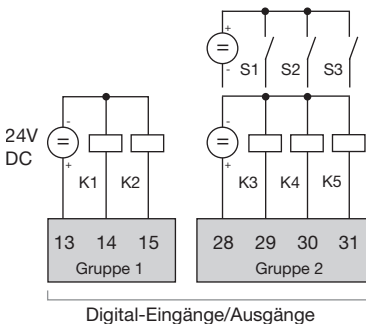 +
=
-
S1 S2 S3
24V
DC
-
=
+
K1 K2
-
=
+
K3 K4 K5
13 14 15
Gruppe 1
28 29 30 31
Gruppe 2
Digital-Eingänge/Ausgänge